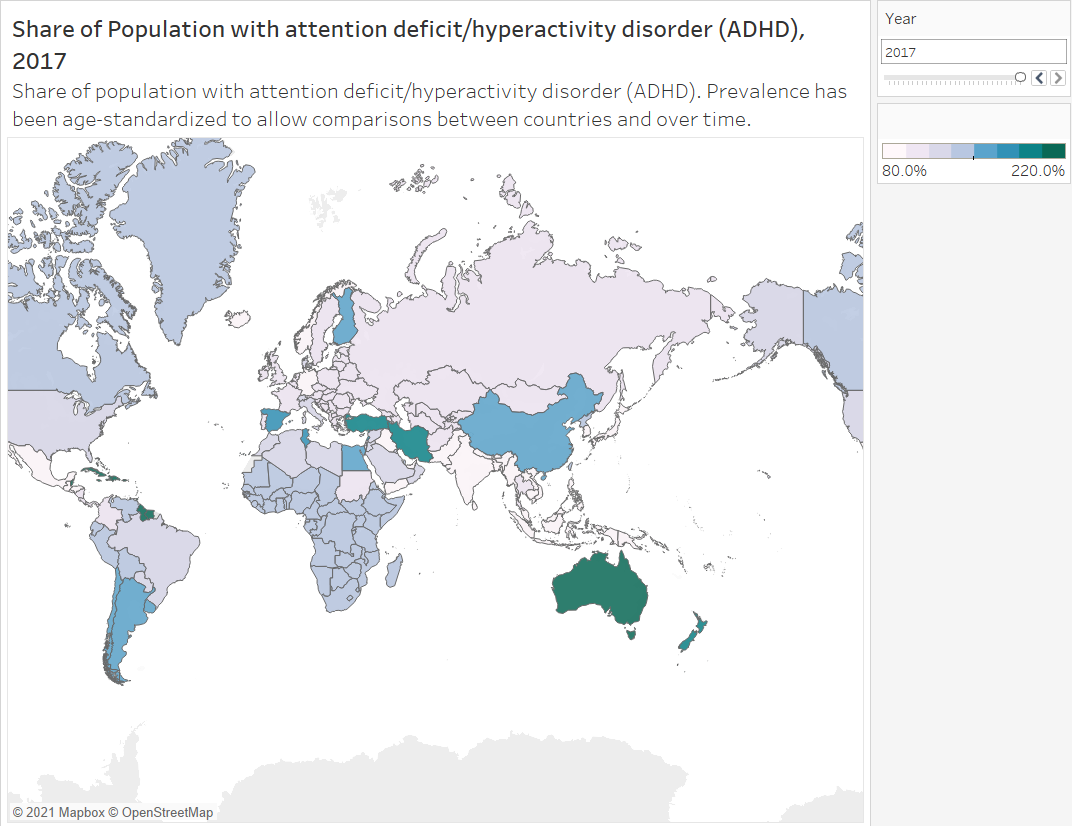 Share of Population with attention deficit/hyperactivity disorder (ADHD),
2017
Share of population with attention deficit/hyperactivity disorder (ADHD). Prevalence has
been age-standardized to allow comparisons between countries and over time.
© 2021 Mapbox © OpenStreetMap
Year
2017
80.0% 220.0%